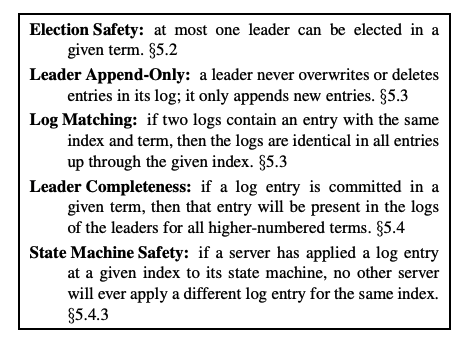 Election Safety: at most one leader can be elected in a
given term. §5.2
Leader Append-Only: a leader never overwrites or deletes
entries in its log; it only appends new entries. §5.3
Log Matching: if two logs contain an entry with the same
index and term, then the logs are identical in all entries
up through the given index. §5.3
Leader Completeness: if a log entry is committed in a
given term, then that entry will be present in the logs
of the leaders for all higher-numbered terms. §5.4
State Machine Safety: if a server has applied a log entry
at a given index to its state machine, no other server
will ever apply a different log entry for the same index.
§5.4.3